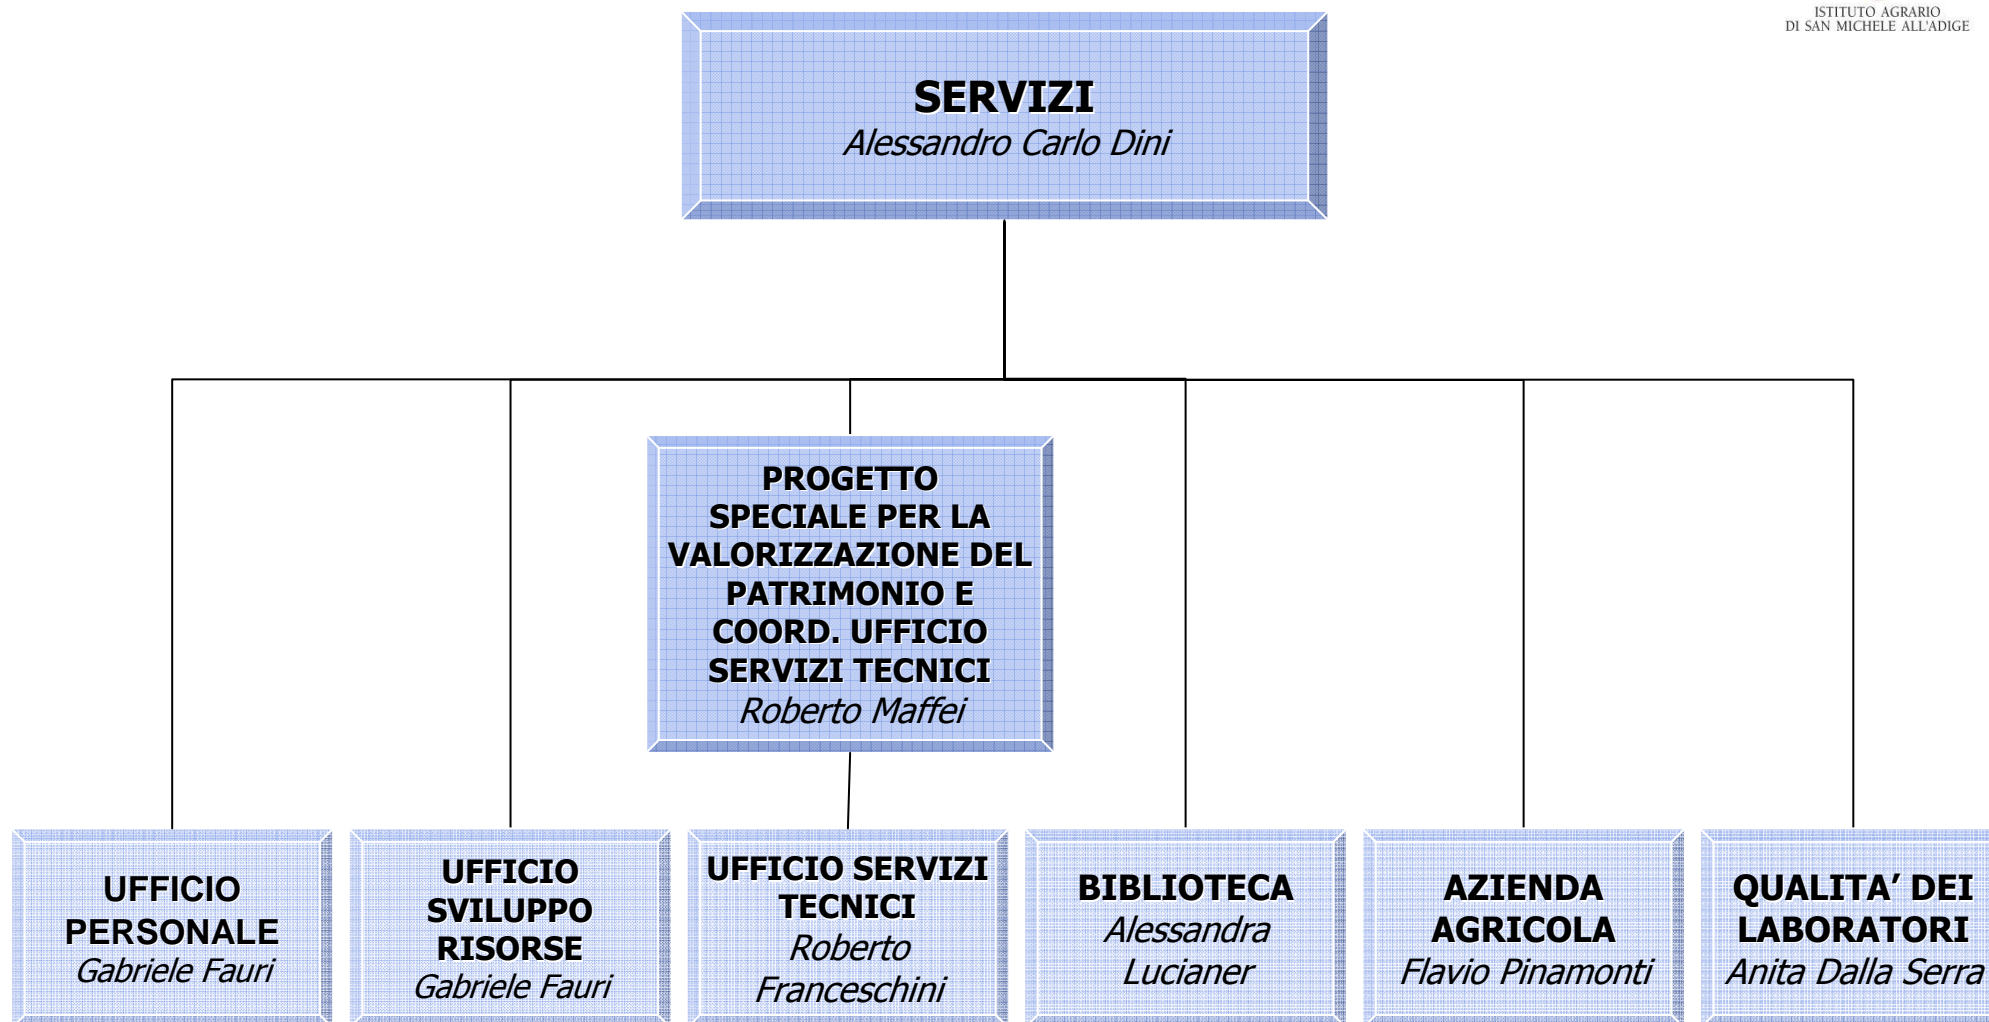 ISTITUTO AGRARIO
DI SAN MICHELE ALL'ADIGE
SERVIZI
Alessandro Carlo Dini
PROGETTO
SPECIALE PER LA
VALORIZZAZIONE DEL
PATRIMONIO E
COORD. UFFICIO
SERVIZI TECNICI
Roberto Maffei
UFFICIO
PERSONALE
Gabriele Fauri
UFFICIO
SVILUPPO
RISORSE
Gabriele Fauri
UFFICIO SERVIZI
TECNICI
Roberto
Franceschini
BIBLIOTECA
Alessandra
Lucianer
AZIENDA
AGRICOLA
Flavio Pinamonti
QUALITA’ DEI
LABORATORI
Anita Dalla Serra